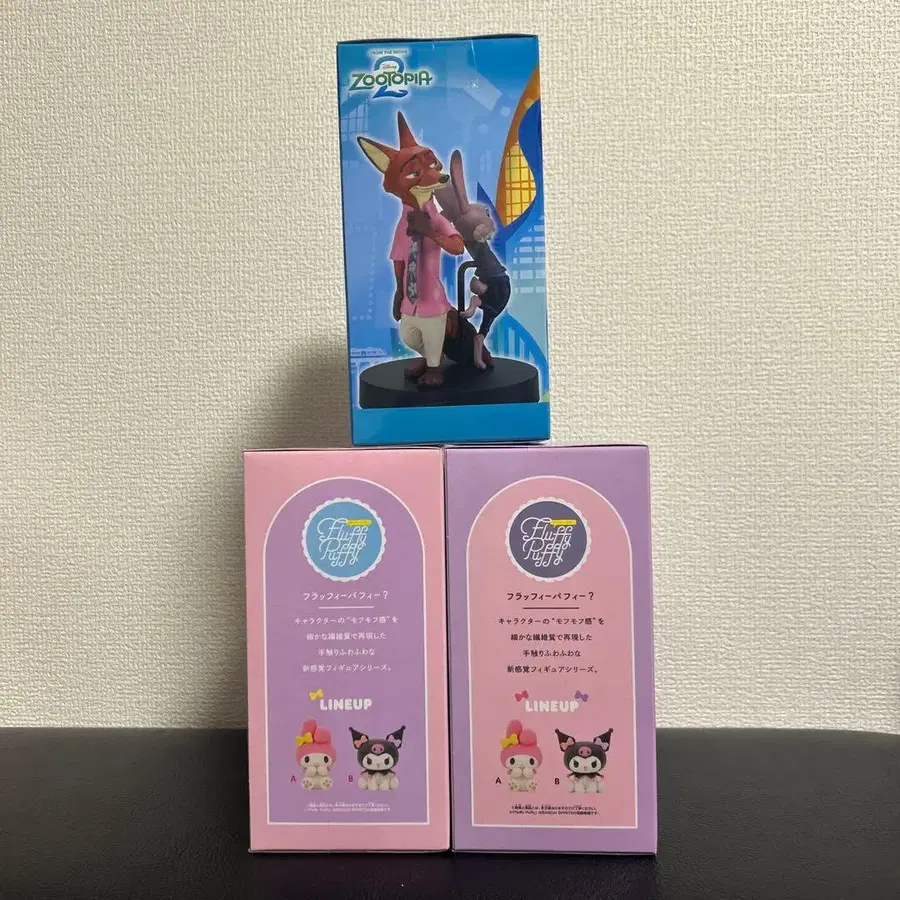 FROM THE MOVIE
Disney
ZOOTOPIA
2
Fluffy
Puffy
フラッフィーパフィー？
キャラクターの“モフモフ感”を
細かな繊維質で再現した
手触りふわふわな
新感覚フィギュアシリーズ。
LINEUP
A
B
Fluffy
Puffy
フラッフィーパフィー？
キャラクターの“モフモフ感”を
細かな繊維質で再現した
手触りふわふわな
新感覚フィギュアシリーズ。
LINEUP
A
B